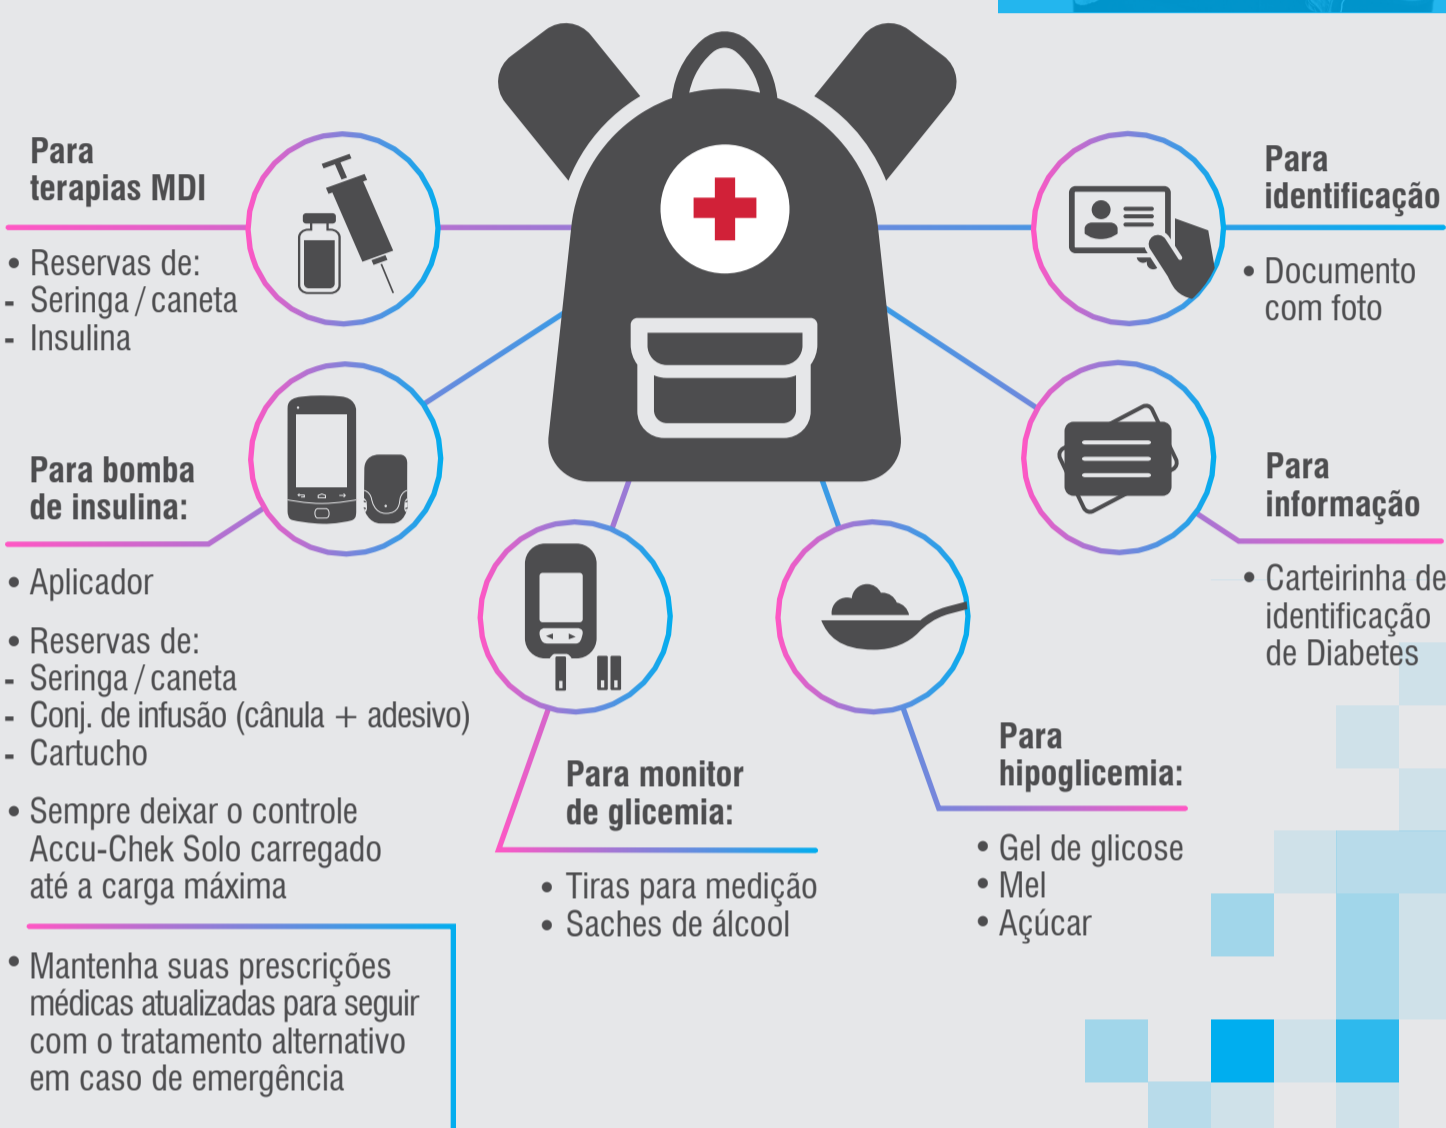 Para
terapias MDI
• Reservas de:
- Seringa / caneta
- Insulina
Para bomba
de insulina:
• Aplicador
• Reservas de:
- Seringa / caneta
- Conj. de infusão (cânula + adesivo)
- Cartucho
• Sempre deixar o controle
Accu-Chek Solo carregado
até a carga máxima
• Mantenha suas prescrições
médicas atualizadas para seguir
com o tratamento alternativo
em caso de emergência
Para monitor
de glicemia:
• Tiras para medição
• Saches de álcool
Para
hipoglicemia:
• Gel de glicose
• Mel
• Açúcar
Para
identificação
• Documento
com foto
Para
informação
• Carteirinha de
identificação
de Diabetes